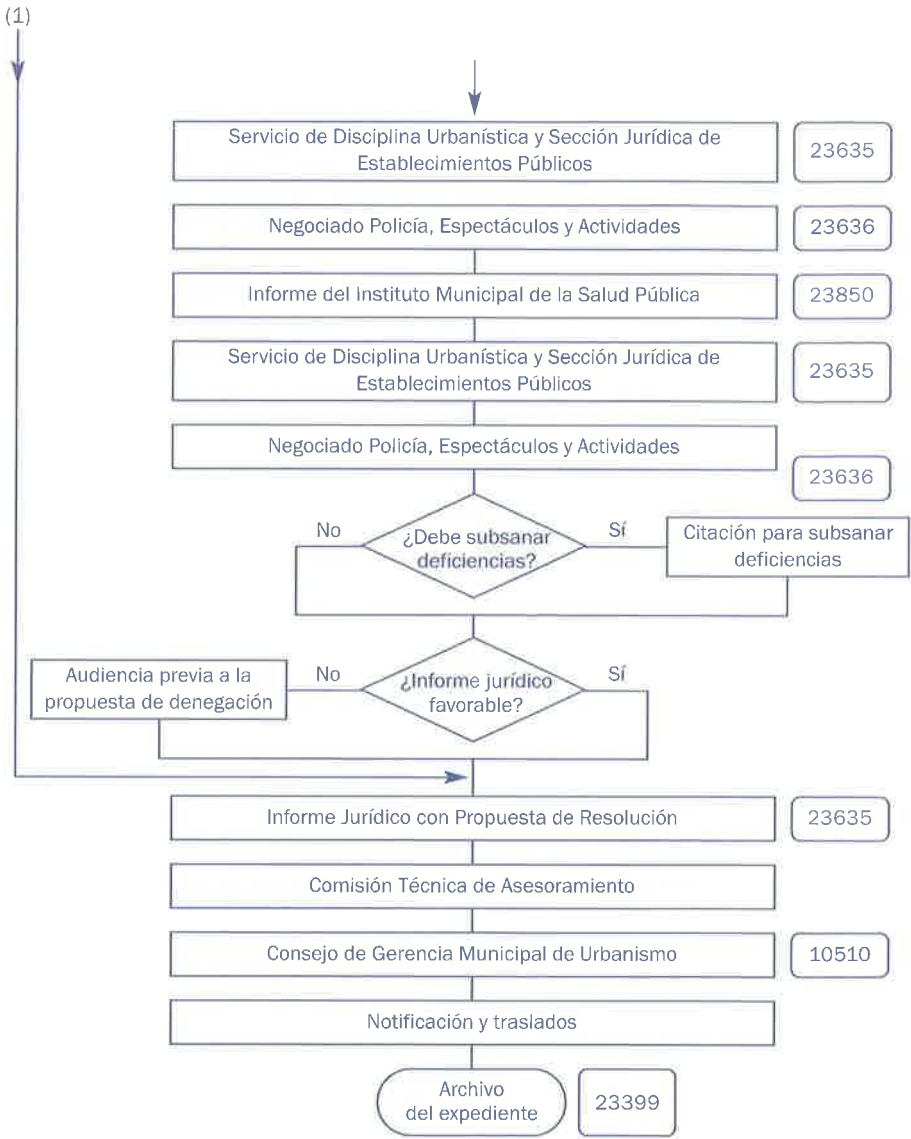 (1)
Servicio de Disciplina Urbanística y Sección Jurídica de
Establecimientos Públicos
23635
Negociado Policía, Espectáculos y Actividades
23636
Informe del Instituto Municipal de la Salud Pública
23850
Servicio de Disciplina Urbanística y Sección Jurídica de
Establecimientos Públicos
23635
Negociado Policía, Espectáculos y Actividades
23636
No
¿Debe subsanar
deficiencias?
Sí
Citación para subsanar
deficiencias
Audiencia previa a la
propuesta de denegación
No
¿Informe jurídico
favorable?
Sí
Informe Jurídico con Propuesta de Resolución
23635
Comisión Técnica de Asesoramiento
Consejo de Gerencia Municipal de Urbanismo
10510
Notificación y traslados
Archivo
del expediente
23399